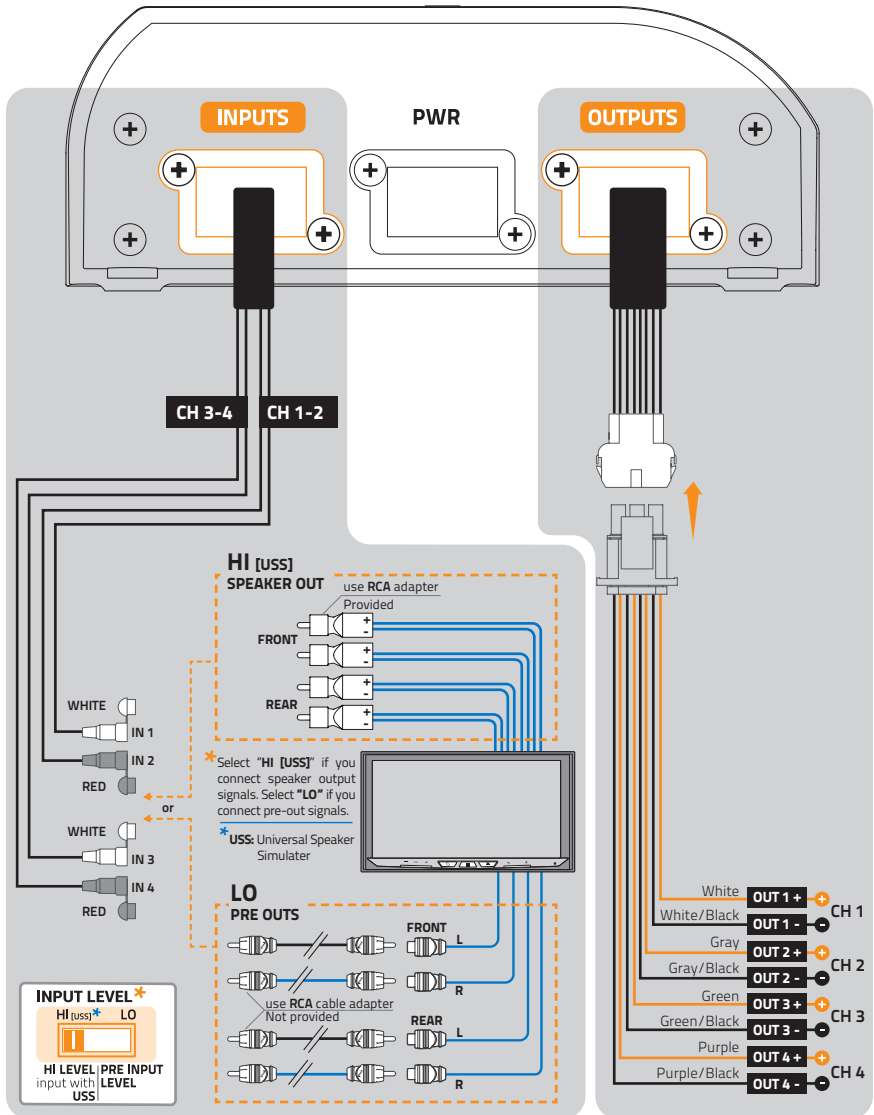 INPUTS
PWR
OUTPUTS
CH 3-4
CH 1-2
HI [USS]
SPEAKER OUT
use RCA adapter
Provided
FRONT
REAR
+
-
+
-
+
-
+
-
WHITE
IN 1
IN 2
RED
or
WHITE
IN 3
IN 4
RED
*Select "HI [USS]" if you
connect speaker output
signals. Select "LO" if you
connect pre-out signals.
*USS: Universal Speaker
Simulater
LO
PRE OUTS
FRONT
L
R
use RCA cable adapter
Not provided
REAR
L
R
INPUT LEVEL*
HI [USS]* LO
HI LEVEL
input with
USS
PRE INPUT
LEVEL
White OUT 1 + +
White/Black OUT 1 - -
CH 1
Gray OUT 2 + +
Gray/Black OUT 2 - -
CH 2
Green OUT 3 + +
Green/Black OUT 3 - -
CH 3
Purple OUT 4 + +
Purple/Black OUT 4 - -
CH 4